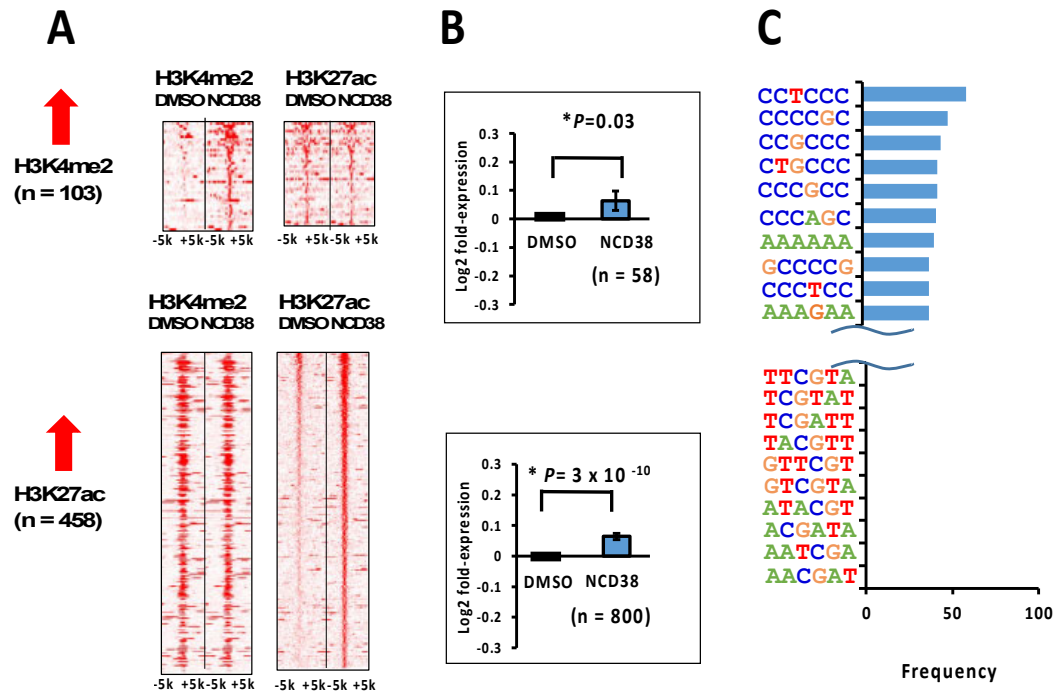 A
H3K4me2
DMSO NCD38
H3K27ac
DMSO NCD38
H3K4me2
(n = 103)
-5k +5k -5k +5k
-5k +5k -5k +5k
H3K4me2
DMSO NCD38
H3K27ac
DMSO NCD38
H3K27ac
(n = 458)
-5k +5k -5k +5k
-5k +5k -5k +5k
B
Log2 fold-expression
0.3
0.2
0.1
0
-0.1
-0.2
-0.3
*P=0.03
DMSO NCD38
(n = 58)
Log2 fold-expression
0.3
0.2
0.1
0
-0.1
-0.2
-0.3
* P= 3 x 10 -10
DMSO NCD38
(n = 800)
C
CCTCCC
CCCCGC
CCGCCC
CTGCCC
CCCGCC
CCCAGC
AAAAAA
GCCCCG
CCCTCC
AAAGAA
TTCGTA
TCGTAT
TCGATT
TACGTT
GTTCGT
GTCGTA
ATACGT
ACGATA
AATCGA
AACGAT
0 50 100
Frequency